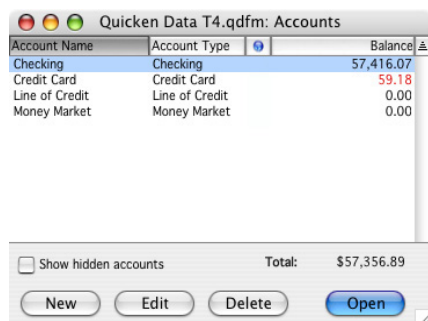 Quicken Data T4.qdfm: Accounts
Account Name Account Type Balance
Checking Checking 57,416.07
Credit Card Credit Card 59.18
Line of Credit Line of Credit 0.00
Money Market Money Market 0.00
Show hidden accounts Total: $57,356.89
New Edit Delete Open